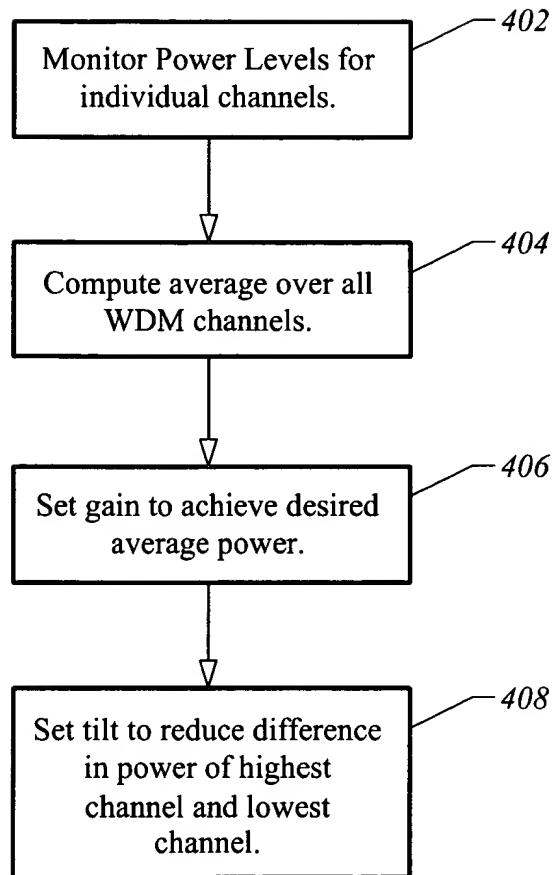 402
Monitor Power Levels for
individual channels.
404
Compute average over all
WDM channels.
406
Set gain to achieve desired
average power.
408
Set tilt to reduce difference
in power of highest
channel and lowest
channel.